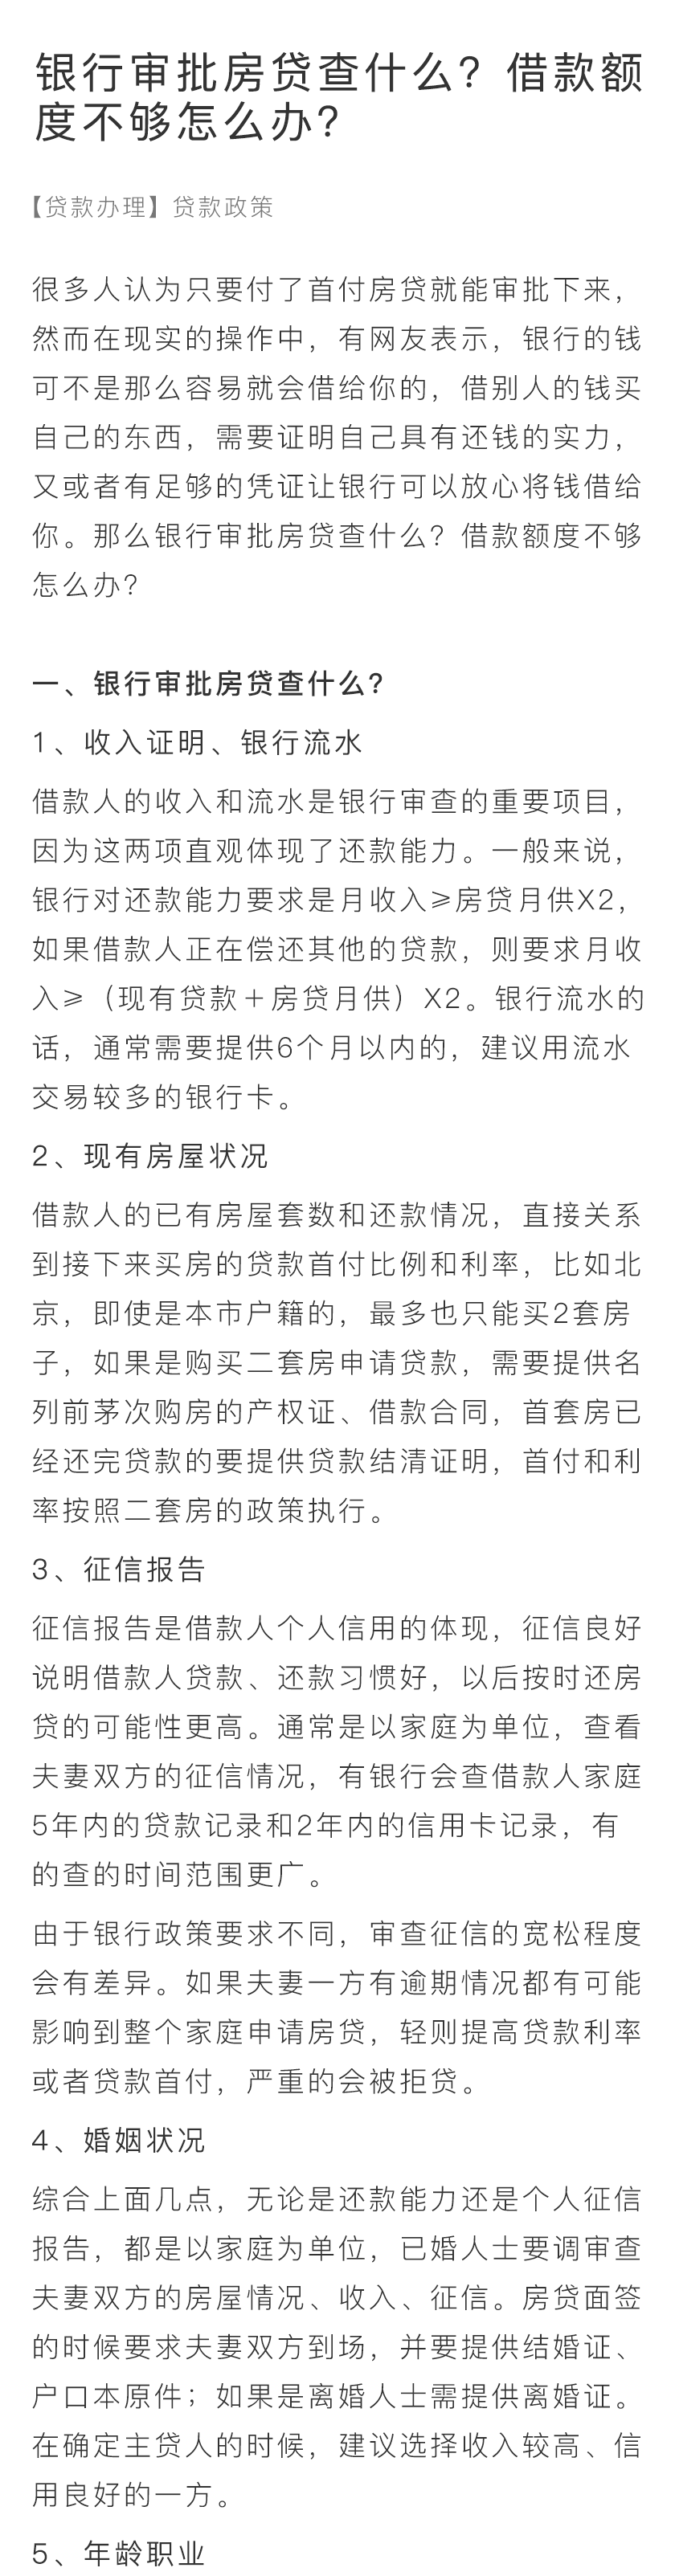 银行审批房贷查什么？借款额
度不够怎么办？
【贷款办理】贷款政策
很多人认为只要付了首付房贷就能审批下来，
然而在现实的操作中，有网友表示，银行的钱
可不是那么容易就会借给你的，借别人的钱买
自己的东西，需要证明自己具有还钱的实力，
又或者有足够的凭证让银行可以放心将钱借给
你。那么银行审批房贷查什么？借款额度不够
怎么办？
一、银行审批房贷查什么?
1、收入证明、银行流水
借款人的收入和流水是银行审查的重要项目，
因为这两项直观体现了还款能力。一般来说，
银行对还款能力要求是月收入≥房贷月供X2，
如果借款人正在偿还其他的贷款，则要求月收
入≥（现有贷款＋房贷月供）X2。银行流水的
话，通常需要提供6个月以内的，建议用流水
交易较多的银行卡。
2、现有房屋状况
借款人的已有房屋套数和还款情况，直接关系
到接下来买房的贷款首付比例和利率，比如北
京，即使是本市户籍的，最多也只能买2套房
子，如果是购买二套房申请贷款，需要提供名
列前茅次购房的产权证、借款合同，首套房已
经还完贷款的要提供贷款结清证明，首付和利
率按照二套房的政策执行。
3、征信报告
征信报告是借款人个人信用的体现，征信良好
说明借款人贷款、还款习惯好，以后按时还房
贷的可能性更高。通常是以家庭为单位，查看
夫妻双方的征信情况，有银行会查借款人家庭
5年内的贷款记录和2年内的信用卡记录，有
的查的时间范围更广。
由于银行政策要求不同，审查征信的宽松程度
会有差异。如果夫妻一方有逾期情况都有可能
影响到整个家庭申请房贷，轻则提高贷款利率
或者贷款首付，严重的会被拒贷。
4、婚姻状况
综合上面几点，无论是还款能力还是个人征信
报告，都是以家庭为单位，已婚人士要调审查
夫妻双方的房屋情况、收入、征信。房贷面签
的时候要求夫妻双方到场，并要提供结婚证、
户口本原件；如果是离婚人士需提供离婚证。
在确定主贷人的时候，建议选择收入较高、信
用良好的一方。
5、年龄职业